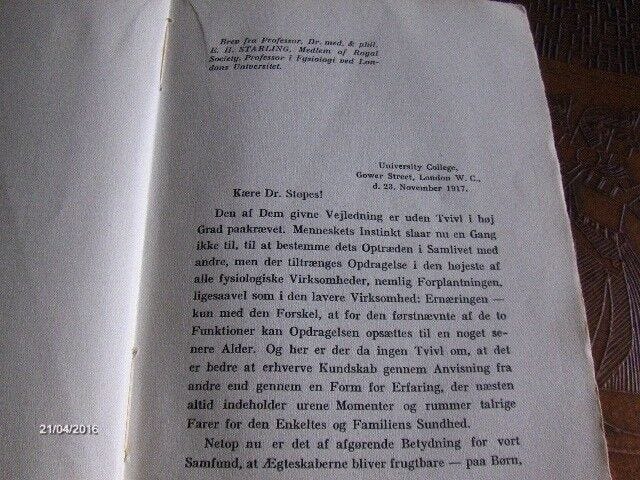 Brev fra Professor, Dr. med. & phil.
E. H. STARLING, Medlem af Royal
Society, Professor i Fysiologi ved Lon-
dons Universitet.
University College,
Gower Street, London W. C.,
d. 23. November 1917.
Kære Dr. Stopes!
Den af Dem givne Vejledning er uden Tvivl i høj
Grad paakrævet. Menneskets Instinkt slaar nu en Gang
ikke til, til at bestemme dets Optræden i Samlivet med
andre, men der tiltrænges Opdragelse i den højeste af
alle fysiologiske Virksomheder, nemlig Forplantningen,
ligesaavel som i den lavere Virksomhed: Ernæringen —
kun med den Forskel, at for den førstnævnte af de to
Funktioner kan Opdragelsen opsættes til en noget se-
nere Alder. Og her er der da ingen Tvivl om, at det
er bedre at erhverve Kundskab gennem Anvisning fra
andre end gennem en Form for Erfaring, der næsten
altid indeholder urene Momenter og rummer talrige
Farer for den Enkeltes og Familiens Sundhed.
Netop nu er det af afgørende Betydning for vort
Samfund, at Ægteskaberne bliver frugtbare — paa Børn,
21/04/2016